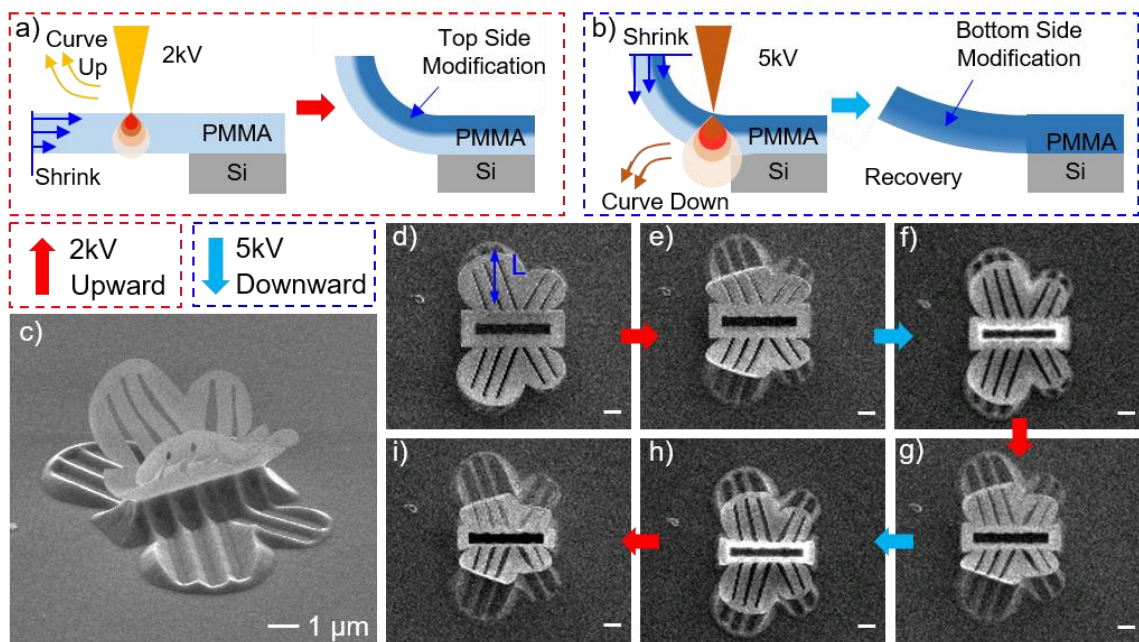 a)
Curve
Up
2kV
Shrink
PMMA
Si
Top Side
Modification
PMMA
Si
b)
Shrink
5kV
PMMA
Si
Curve Down
Bottom Side
Modification
PMMA
Si
Recovery
2kV
Upward
5kV
Downward
c)
1 µm
d)
L
e)
f)
i)
h)
g)